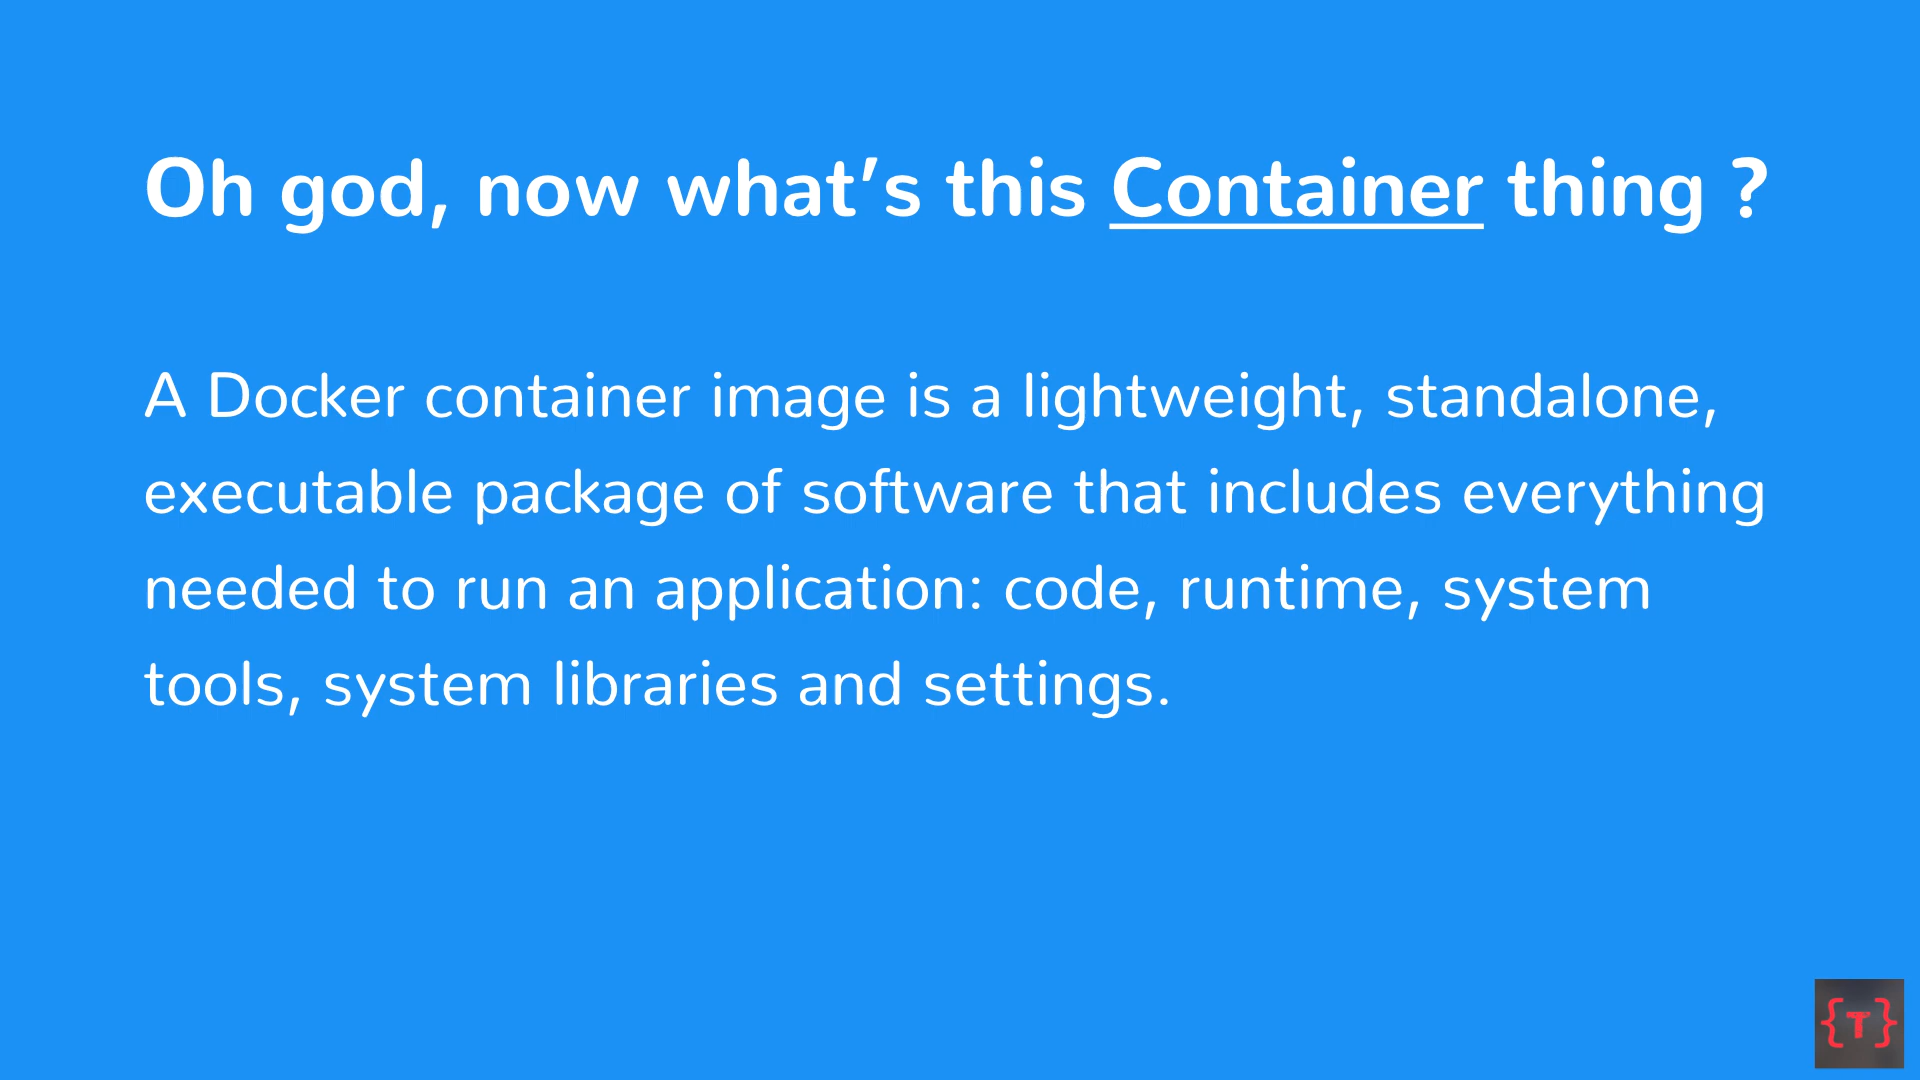 Oh god, now what’s this Container thing ?
A Docker container image is a lightweight, standalone,
executable package of software that includes everything
needed to run an application: code, runtime, system
tools, system libraries and settings.
{T}